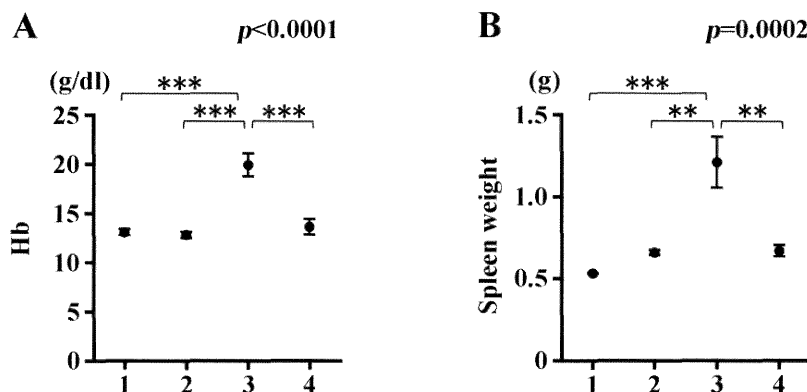 A
p<0.0001
(g/dl)
***
***
***
25
20
15
10
5
0
Hb
1 2 3 4
B
p=0.0002
(g)
***
**
**
1.5
1.0
0.5
0
Spleen weight
1 2 3 4